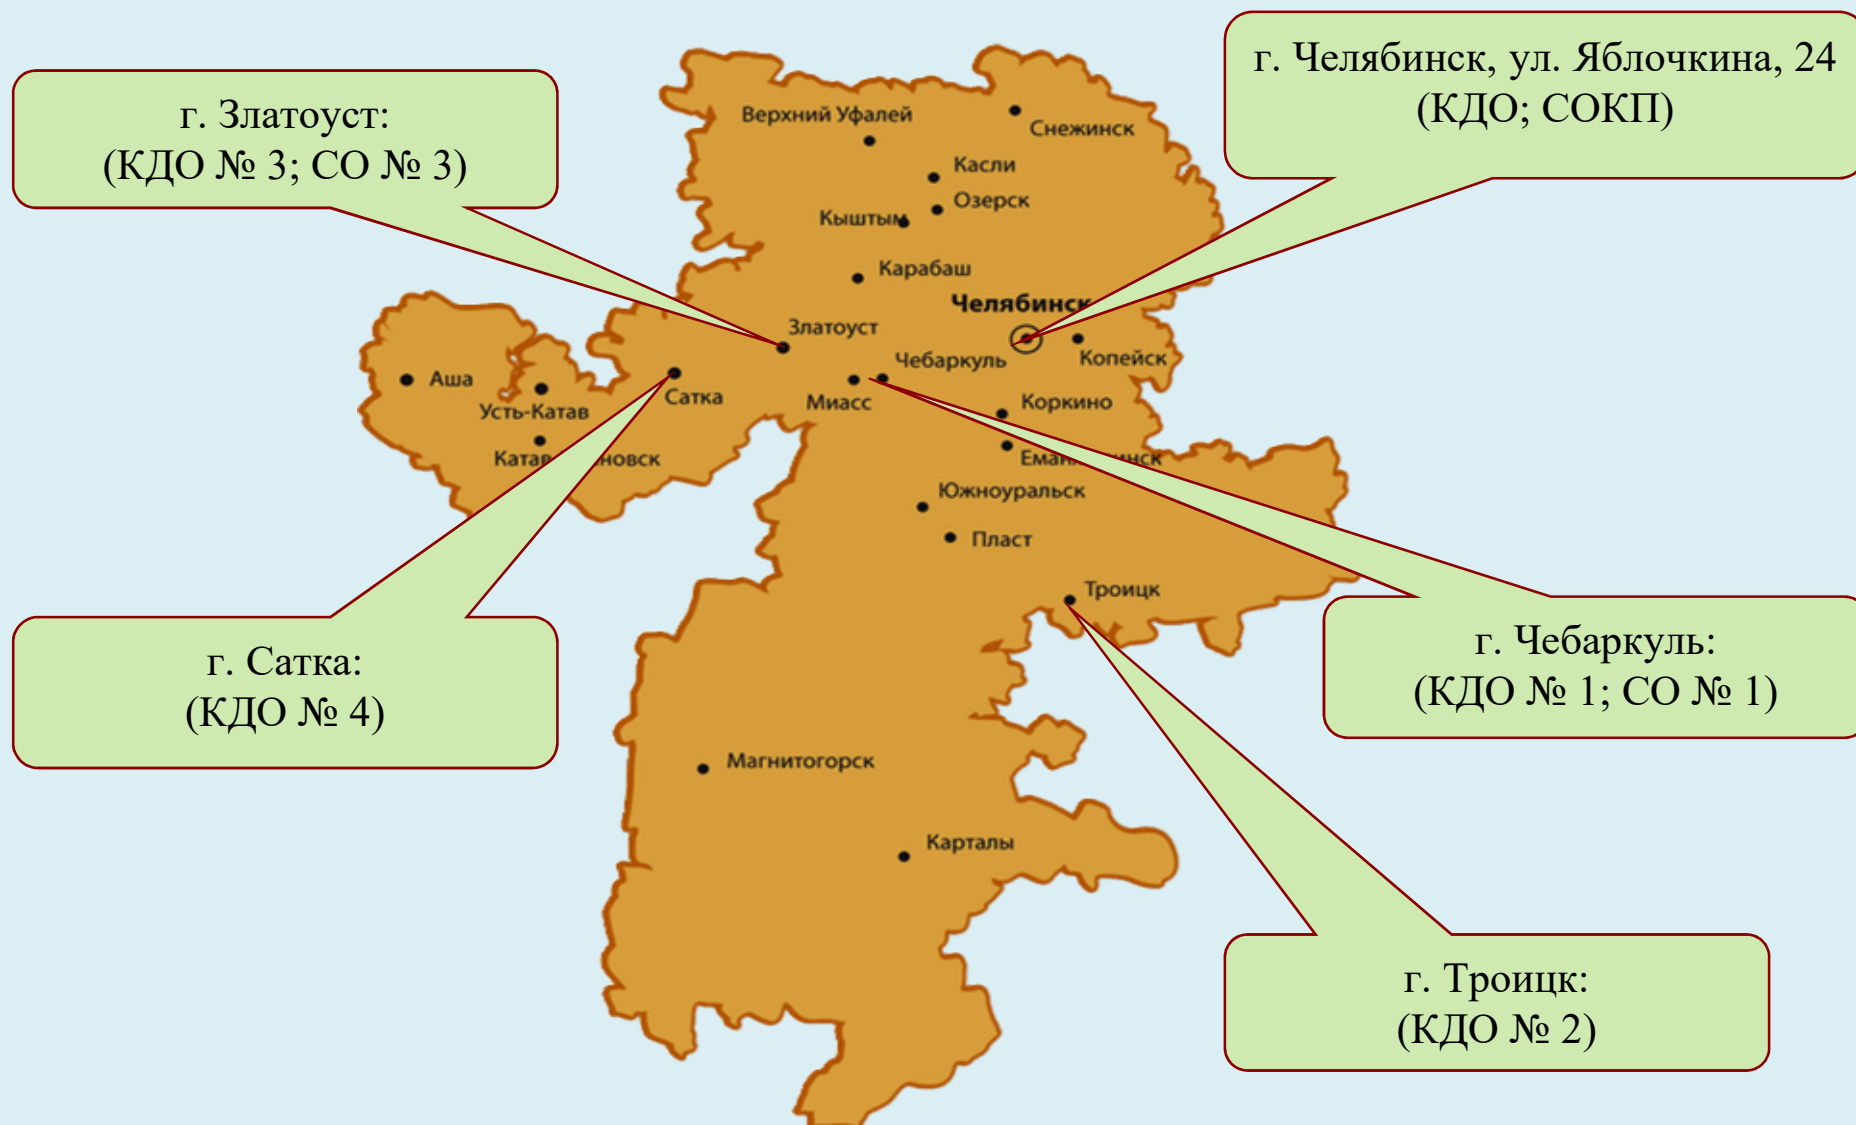 г. Златоуст:
(КДО № 3; СО № 3)
г. Челябинск, ул. Яблочкина, 24
(КДО; СОКП)
Верхний Уфалей
Снежинск
Касли
Озерск
Кыштым
Карабаш
Челябинск
Златоуст
Чебаркуль
Копейск
Аша
Сатка
Миасс
Коркино
Усть-Катав
Южноуральск
Пласт
Троицк
г. Сатка:
(КДО № 4)
г. Чебаркуль:
(КДО № 1; СО № 1)
Магнитогорск
Карталы
г. Троицк:
(КДО № 2)